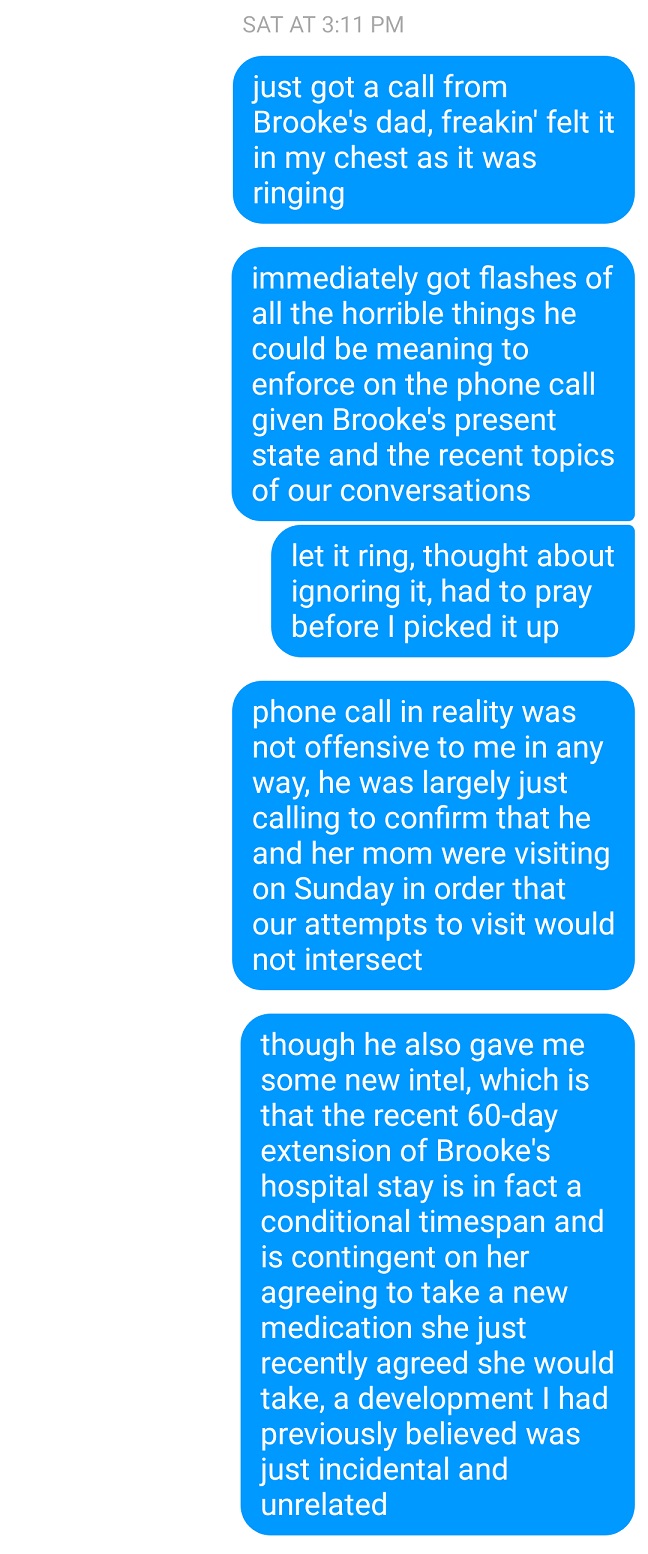 SAT AT 3:11 PM
just got a call from
Brooke's dad, freakin' felt it
in my chest as it was
ringing
immediately got flashes of
all the horrible things he
could be meaning to
enforce on the phone call
given Brooke's present
state and the recent topics
of our conversations
let it ring, thought about
ignoring it, had to pray
before I picked it up
phone call in reality was
not offensive to me in any
way, he was largely just
calling to confirm that he
and her mom were visiting
on Sunday in order that
our attempts to visit would
not intersect
though he also gave me
some new intel, which is
that the recent 60-day
extension of Brooke's
hospital stay is in fact a
conditional timespan and
is contingent on her
agreeing to take a new
medication she just
recently agreed she would
take, a development I had
previously believed was
just incidental and
unrelated